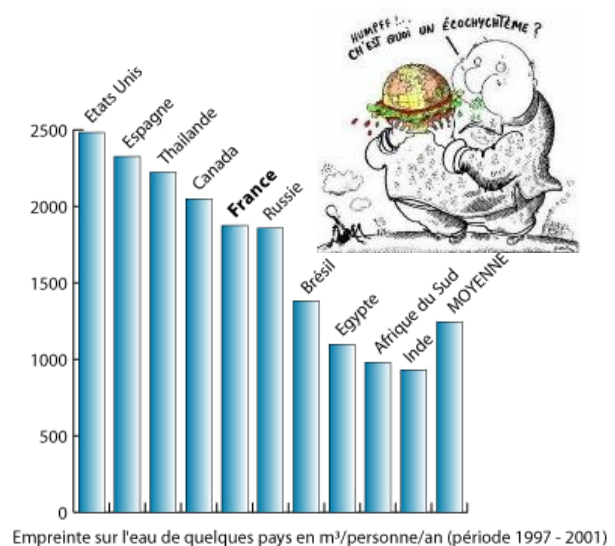 HUMPFF !...
CH'EST QUOI UN ÉCOCHYCHTÈME ?
Etats Unis
Espagne
Thaïlande
Canada
France
Russie
Brésil
Egypte
Afrique du Sud
Inde
MOYENNE
2500
2000
1500
1000
500
0
Empreinte sur l'eau de quelques pays en m³/personne/an (période 1997 - 2001)